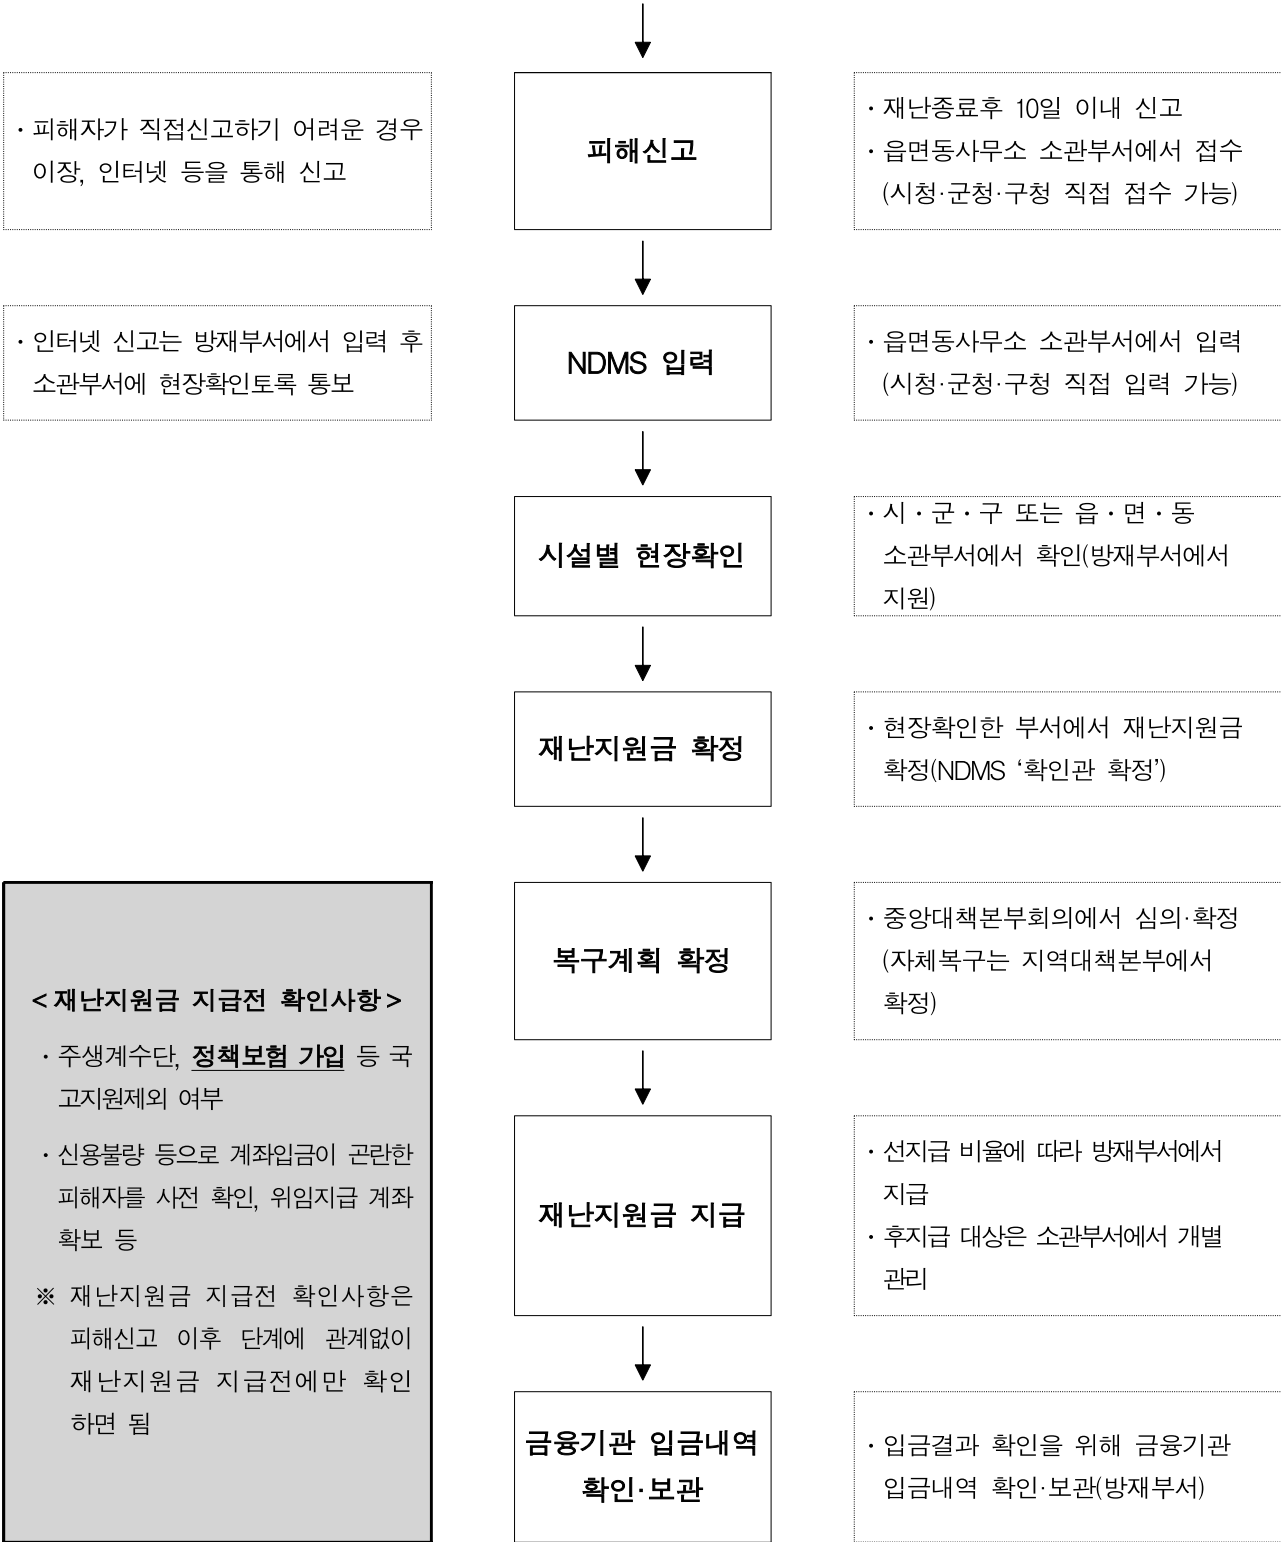 · 피해자가 직접신고하기 어려운 경우
이장, 인터넷 등을 통해 신고
피해신고
· 재난종료후 10일 이내 신고
· 읍면동사무소 소관부서에서 접수
(시청·군청·구청 직접 접수 가능)
· 인터넷 신고는 방재부서에서 입력 후
소관부서에 현장확인토록 통보
NDMS 입력
· 읍면동사무소 소관부서에서 입력
(시청·군청·구청 직접 입력 가능)
시설별 현장확인
· 시·군·구 또는 읍·면·동
소관부서에서 확인(방재부서에서
지원)
재난지원금 확정
· 현장확인한 부서에서 재난지원금
확정(NDMS ‘확인관 확정’)
복구계획 확정
· 중앙대책본부회의에서 심의·확정
(자체복구는 지역대책본부에서
확정)
<재난지원금 지급전 확인사항>
· 주생계수단, 정책보험 가입 등 국
고지원제외 여부
· 신용불량 등으로 계좌입금이 곤란한
피해자를 사전 확인, 위임지급 계좌
확보 등
※ 재난지원금 지급전 확인사항은
피해신고 이후 단계에 관계없이
재난지원금 지급전에만 확인
하면 됨
재난지원금 지급
· 선지급 비율에 따라 방재부서에서
지급
· 후지급 대상은 소관부서에서 개별
관리
금융기관 입금내역
확인·보관
· 입금결과 확인을 위해 금융기관
입금내역 확인·보관(방재부서)